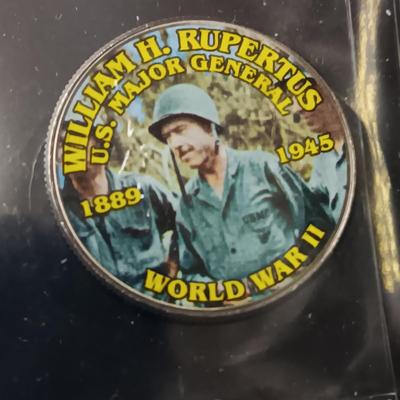 WILLIAM H. RUPERTUS
U.S. MAJOR GENERAL
1889
1945
WORLD WAR II